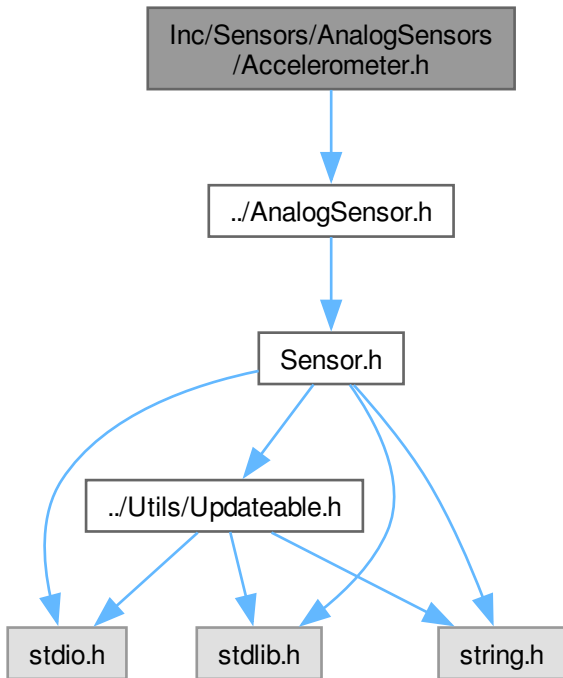 Inc/Sensors/AnalogSensors
/Accelerometer.h
../AnalogSensor.h
Sensor.h
../Utils/Updateable.h
stdio.h
stdlib.h
string.h